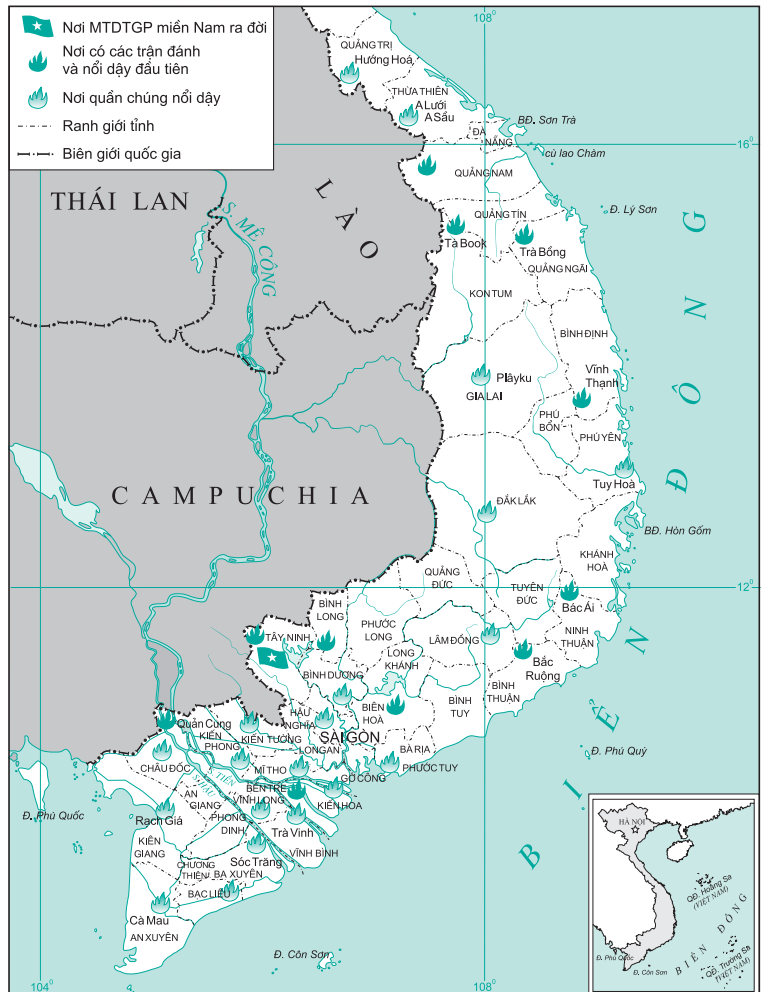 Nơi MTDTGP miền Nam ra đời
Nơi có các trận đánh
và nổi dậy đầu tiên
Nơi quần chúng nổi dậy
Ranh giới tỉnh
Biên giới quốc gia
108⁰
QUẢNG TRỊ
Hướng Hoá
THỪA THIÊN
A Lưới
A Sầu
ĐÀ
NẴNG
BĐ. Sơn Trà
cù lao Chàm
16⁰
QUẢNG NAM
THÁI LAN
LÀO
S. MÊ CÔNG
QUẢNG TÍN
Đ. Lý Sơn
Tà Book
Trà Bồng
QUẢNG NGÃI
KON TUM
BÌNH ĐỊNH
Plâyku
GIA LAI
Vĩnh
Thạnh
PHÚ
BỔN
PHÚ YÊN
Tuy Hoà
CAMPUCHIA
ĐẮK LẮK
BĐ. Hòn Gốm
KHÁNH
HOÀ
QUẢNG
ĐỨC
TUYÊN
ĐỨC
12⁰
Bác Ái
BÌNH
LONG
PHƯỚC
LONG
LÂM ĐỒNG
NINH
THUẬN
TÂY NINH
LONG
KHÁNH
Bắc
Ruộng
BÌNH DƯƠNG
BÌNH
THUẬN
BÌNH
TUY
HẬU
NGHĨA
BIÊN
HOÀ
SÀI GÒN
Quản Cung
KIẾN
PHONG
KIẾN TƯỜNG
LONGAN
BÀ RỊA
PHƯỚC TUY
CHÂU ĐỐC
MĨ THO
GÒ CÔNG
S. TIỀN
S. HẬU
BẾN TRE
KIẾN HÒA
AN
GIANG
VĨNH LONG
Đ. Phú Quốc
Rạch Giá
PHONG
DINH
Trà Vinh
VĨNH BÌNH
KIÊN
GIANG
CHƯƠNG
THIỆN
Sóc Trăng
BA XUYÊN
BẠC LIÊU
Cà Mau
AN XUYÊN
Đ. Côn Sơn
Đ. Phú Quý
BIỂN ĐÔNG
104⁰
108⁰
HÀ NỘI
QĐ. Hoàng Sa
(VIỆT NAM)
BIỂN ĐÔNG
QĐ. Trường Sa
(VIỆT NAM)
Đ. Phú Quốc
Đ. Côn Sơn